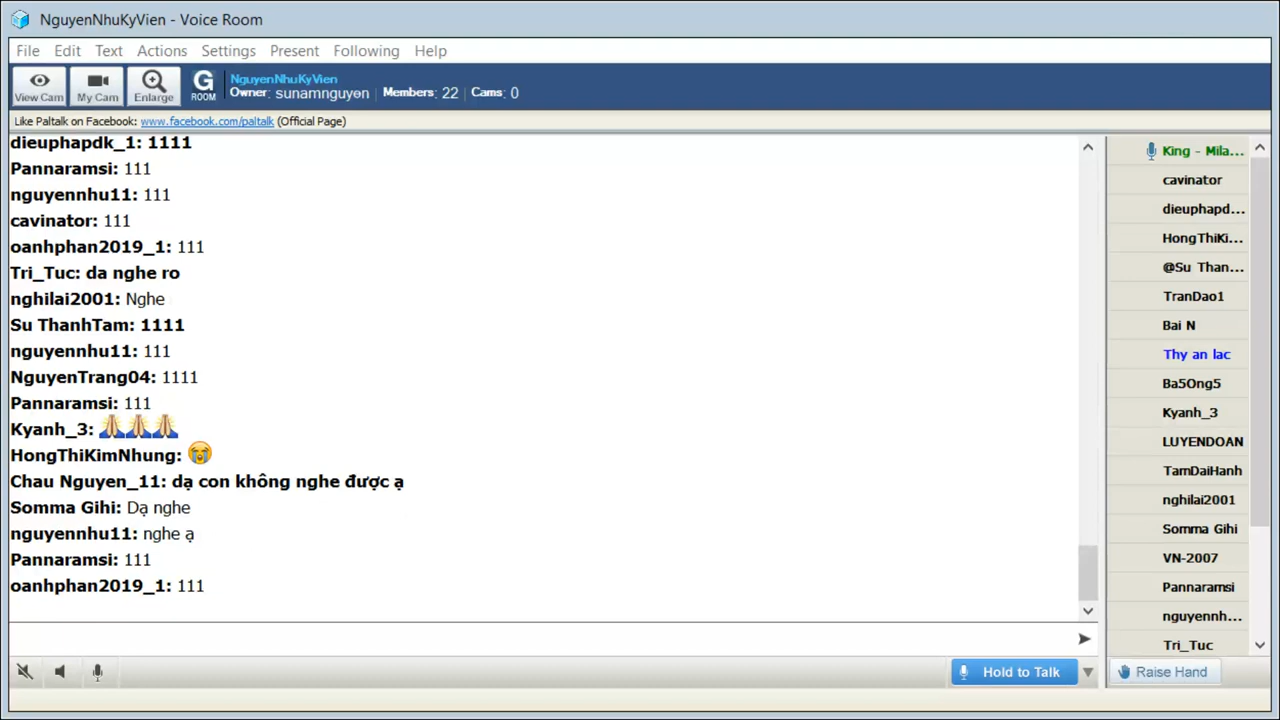 NguyenNhuKyVien - Voice Room
File Edit Text Actions Settings Present Following Help
View Cam My Cam Enlarge G ROOM NguyenNhuKyVien
Owner: sunamnguyen Members: 22 Cams: 0
Like Paltalk on Facebook: www.facebook.com/paltalk (Official Page)
dieuphapdk_1: 1111
Pannaramsi: 111
nguyennhu11: 111
cavinator: 111
oanhphan2019_1: 111
Tri_Tuc: da nghe ro
nghilai2001: Nghe
Su ThanhTam: 1111
nguyennhu11: 111
NguyenTrang04: 1111
Pannaramsi: 111
Kyanh_3: 🙏🙏🙏
HongThiKimNhung: 😭
Chau Nguyen_11: dạ con không nghe được ạ
Somma Gihi: Dạ nghe
nguyennhu11: nghe ạ
Pannaramsi: 111
oanhphan2019_1: 111
King - Mila...
cavinator
dieuphapd...
HongThiKi...
@Su Than...
TranDao1
Bai N
Thy an lac
Ba5Ong5
Kyanh_3
LUYENDOAN
TamDaiHanh
nghilai2001
Somma Gihi
VN-2007
Pannaramsi
nguyennh...
Tri_Tuc
Hold to Talk
Raise Hand